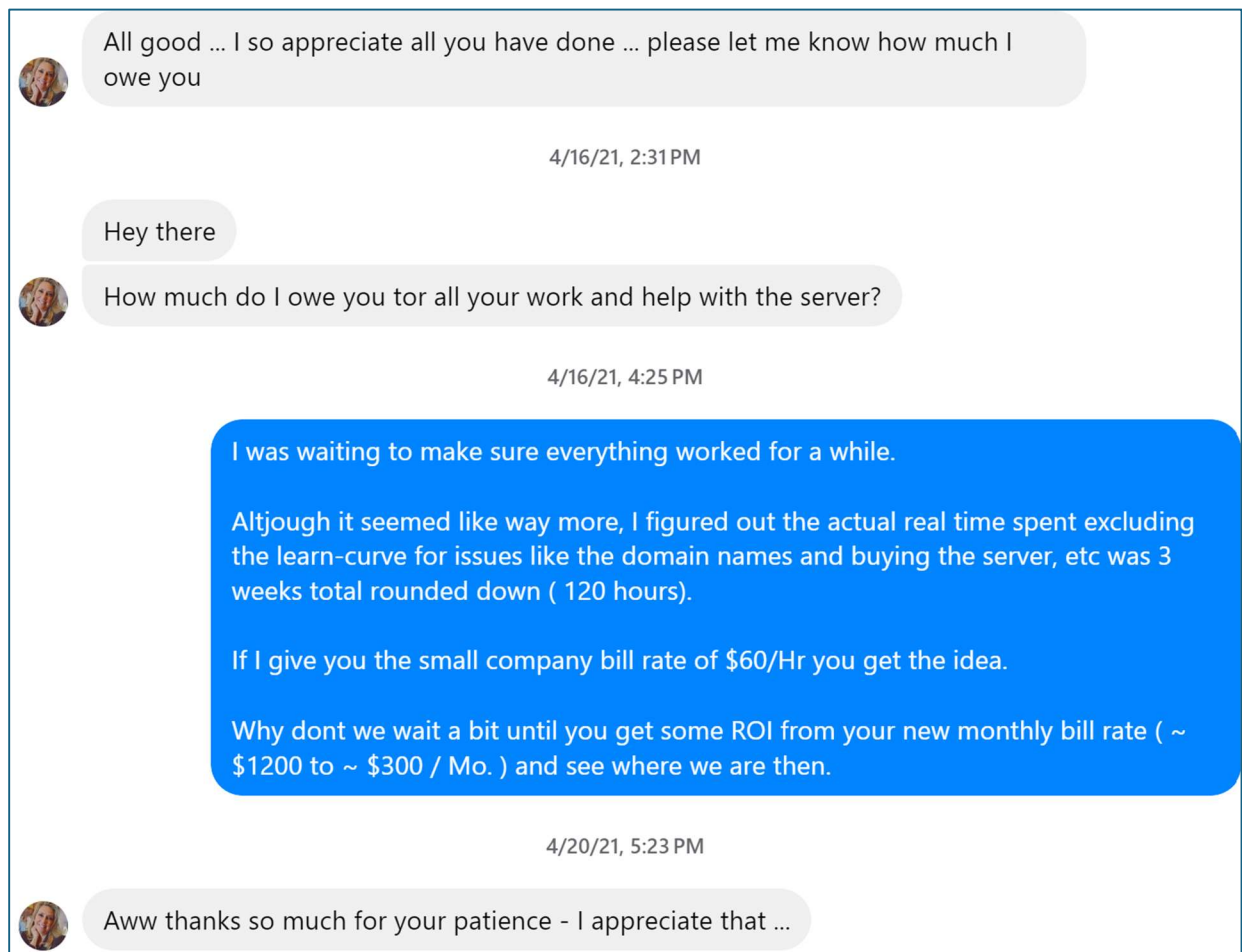 All good ... I so appreciate all you have done ... please let me know how much I
owe you
4/16/21, 2:31 PM
Hey there
How much do I owe you tor all your work and help with the server?
4/16/21, 4:25 PM
I was waiting to make sure everything worked for a while.
Altjough it seemed like way more, I figured out the actual real time spent excluding
the learn-curve for issues like the domain names and buying the server, etc was 3
weeks total rounded down ( 120 hours).
If I give you the small company bill rate of $60/Hr you get the idea.
Why dont we wait a bit until you get some ROI from your new monthly bill rate ( ~
$1200 to ~ $300 / Mo. ) and see where we are then.
4/20/21, 5:23 PM
Aww thanks so much for your patience - I appreciate that ...